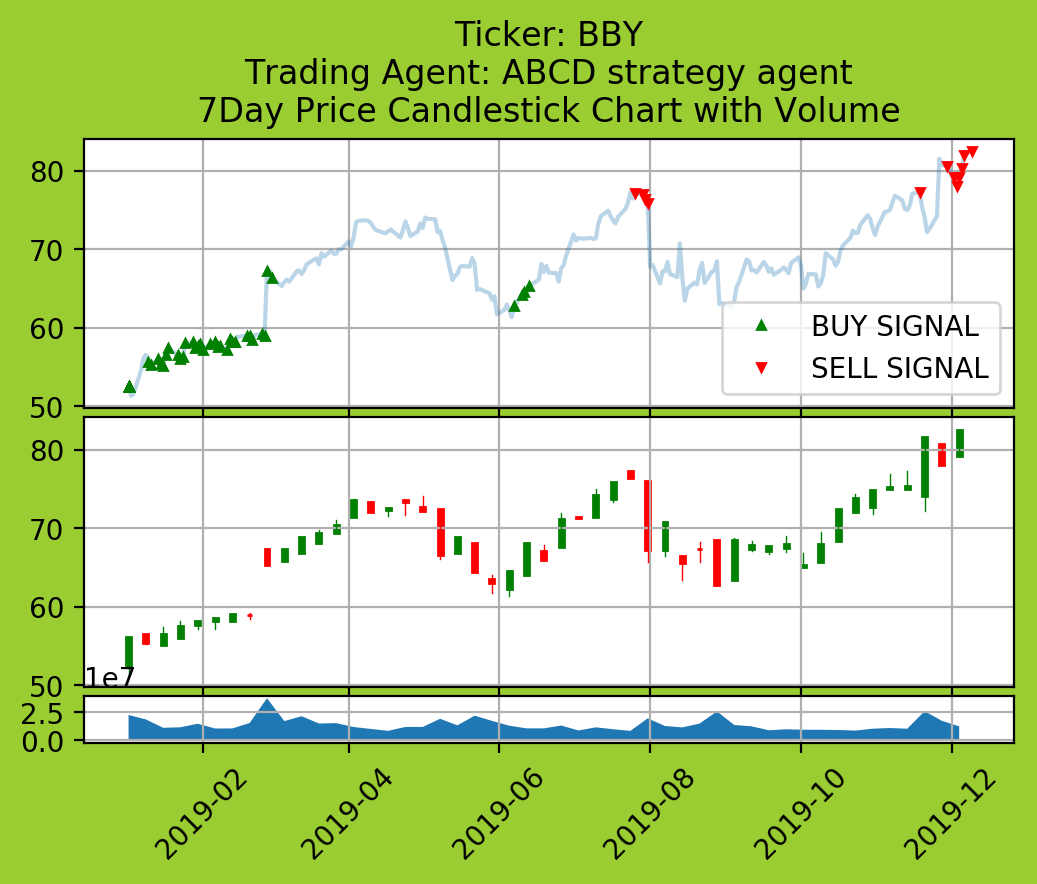 Ticker: BBY
Trading Agent: ABCD strategy agent
7Day Price Candlestick Chart with Volume
80
70
60
50
BUY SIGNAL
SELL SIGNAL
80
70
60
50
1e7
2.5
0.0
2019-02
2019-04
2019-06
2019-08
2019-10
2019-12